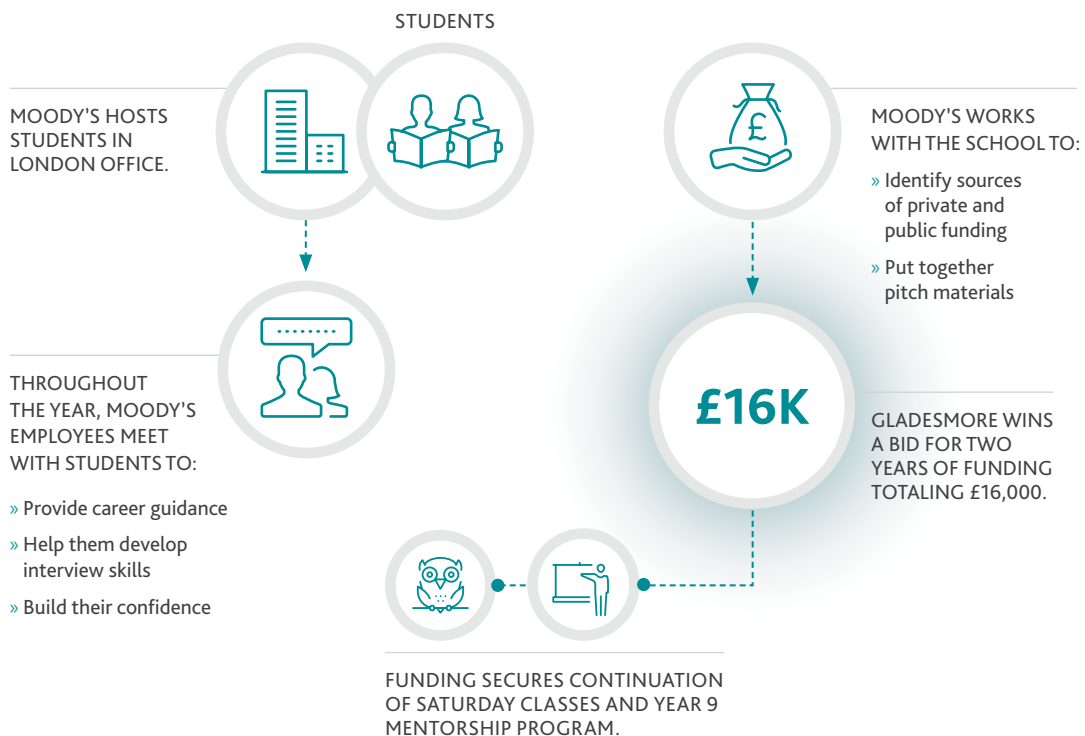 STUDENTS
MOODY'S HOSTS
STUDENTS IN
LONDON OFFICE.
THROUGHOUT
THE YEAR, MOODY'S
EMPLOYEES MEET
WITH STUDENTS TO:
» Provide career guidance
» Help them develop
interview skills
» Build their confidence
£
MOODY'S WORKS
WITH THE SCHOOL TO:
» Identify sources
of private and
public funding
» Put together
pitch materials
£16K
GLADESMORE WINS
A BID FOR TWO
YEARS OF FUNDING
TOTALING £16,000.
FUNDING SECURES CONTINUATION
OF SATURDAY CLASSES AND YEAR 9
MENTORSHIP PROGRAM.